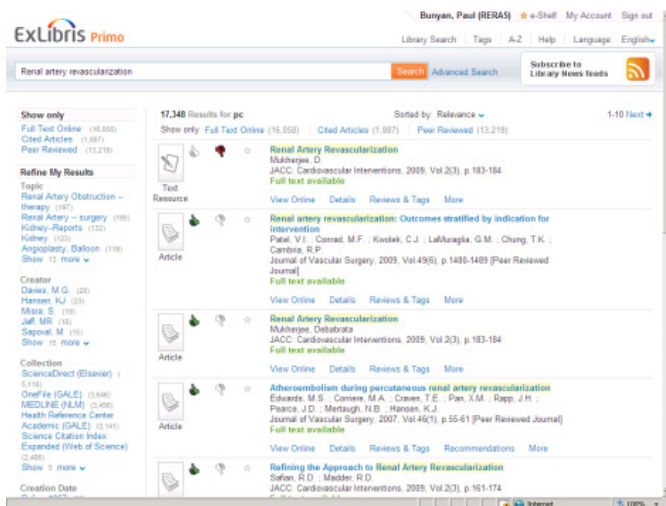 Bunyan, Paul (RERA5) e-Shelf My Account Sign out
ExLibris Primo
Library Search Tags A-Z Help Language: English
Renal artery revascularization
Search Advanced Search
Subscribe to
Library News feeds
Show only
Full Text Online (16,858)
Cited Articles (1,887)
Peer Reviewed (13,219)
Refine My Results
Topic
Renal Artery Obstruction –
therapy (197)
Renal Artery – surgery (195)
Kidney--Reports (132)
Kidney (123)
Angioplasty, Balloon (119)
Show 13 more
Creator
Davies, M.G. (28)
Hansen, KJ (23)
Misra, S. (19)
Jaff, MR. (18)
Sapoval, M (15)
Show 15 more
Collection
ScienceDirect (Elsevier) (
5,118)
OneFile (GALE) (3,646)
MEDLINE (NLM) (3,458)
Health Reference Center
Academic (GALE) (3,141)
Science Citation Index
Expanded (Web of Science)
(2,488)
Show 5 more
Creation Date
17,348 Results for pc Sorted by: Relevance 1-10 Next
Show only Full Text Online (16,858) Cited Articles (1,887) Peer Reviewed (13,219)
Text
Resource
Renal Artery Revascularization
Mukherjee, D.
JACC: Cardiovascular Interventions, 2009, Vol.2(3), p.183-184
Full text available
View Online Details Reviews & Tags More
Article
Renal artery revascularization: Outcomes stratified by indication for
intervention
Patel, V.I. ; Conrad, M.F. ; Kwolek, C.J. ; LaMuraglia, G.M. ; Chung, T.K. ;
Cambria, R.P.
Journal of Vascular Surgery, 2009, Vol.49(6), p.1480-1489 [Peer Reviewed
Journal]
Full text available
View Online Details Reviews & Tags More
Article
Renal Artery Revascularization
Mukherjee, Debabrata
JACC: Cardiovascular Interventions, 2009, Vol.2(3), p.183-184
Full text available
View Online Details Reviews & Tags More
Article
Atheroembolism during percutaneous renal artery revascularization
Edwards, M.S. ; Corriere, M.A. ; Craven, T.E. ; Pan, X.M. ; Rapp, J.H. ;
Pearce, J.D. ; Mertaugh, N.B. ; Hansen, K.J.
Journal of Vascular Surgery, 2007, Vol.46(1), p.55-61 [Peer Reviewed Journal]
Full text available
View Online Details Reviews & Tags Recommendations More
Refining the Approach to Renal Artery Revascularization
Safian, R.D. ; Madder, R.D.
JACC: Cardiovascular Interventions, 2009, Vol.2(3), p.161-174
Internet 100%